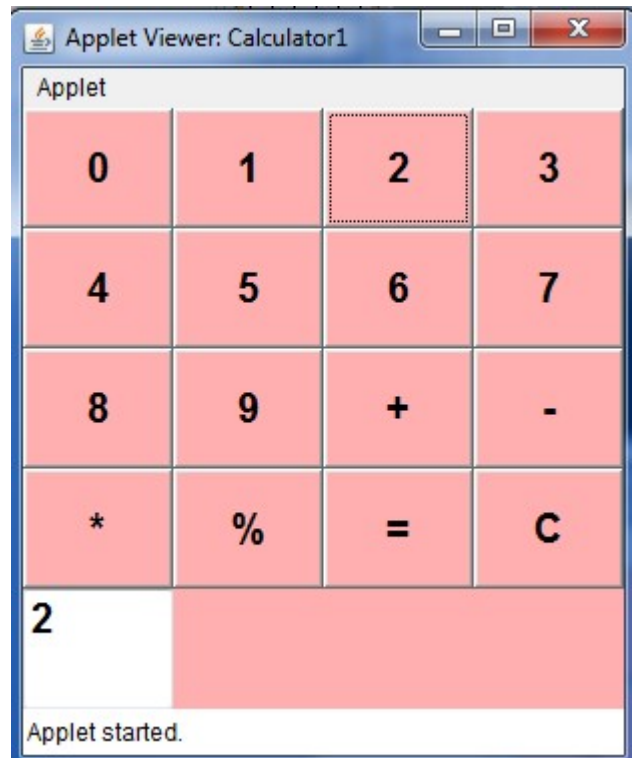 Applet Viewer: Calculator1
Applet
0 1 2 3
4 5 6 7
8 9 + -
* % = C
2
Applet started.